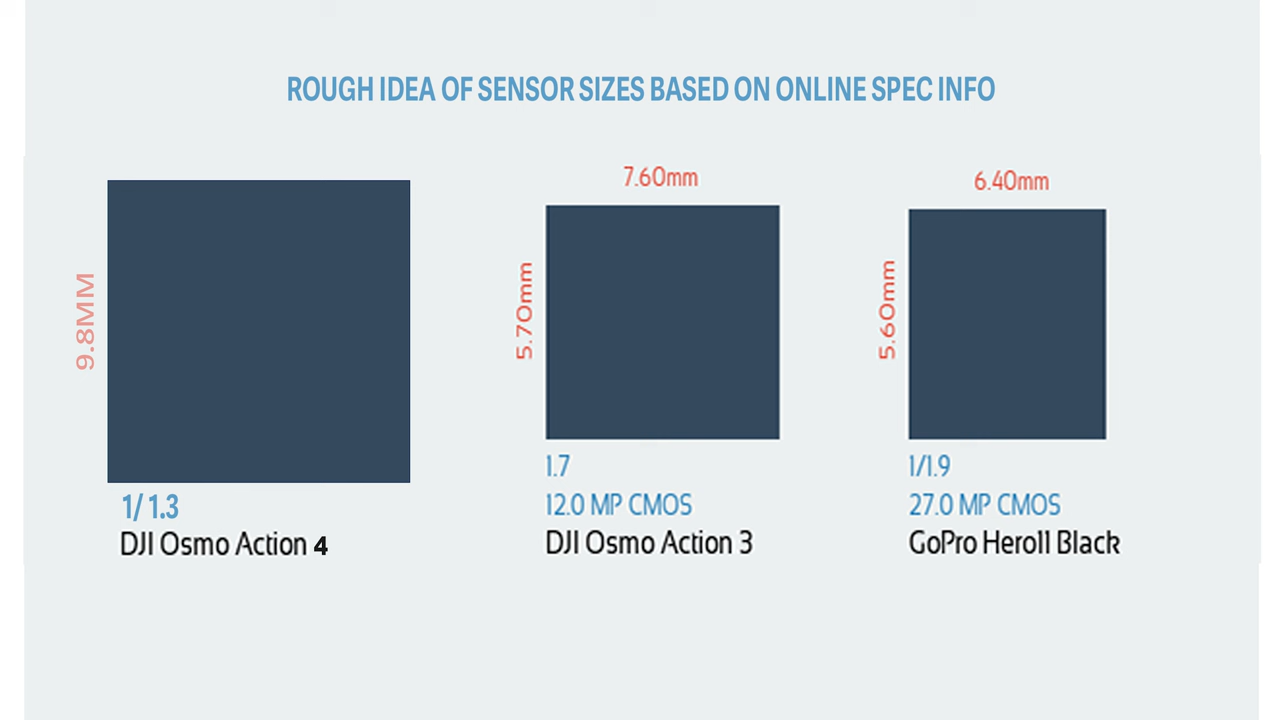 ROUGH IDEA OF SENSOR SIZES BASED ON ONLINE SPEC INFO
9.8MM
1/ 1.3
DJI Osmo Action 4
7.60mm
5.70mm
1.7
12.0 MP CMOS
DJI Osmo Action 3
6.40mm
5.60mm
1/1.9
27.0 MP CMOS
GoPro Hero11 Black